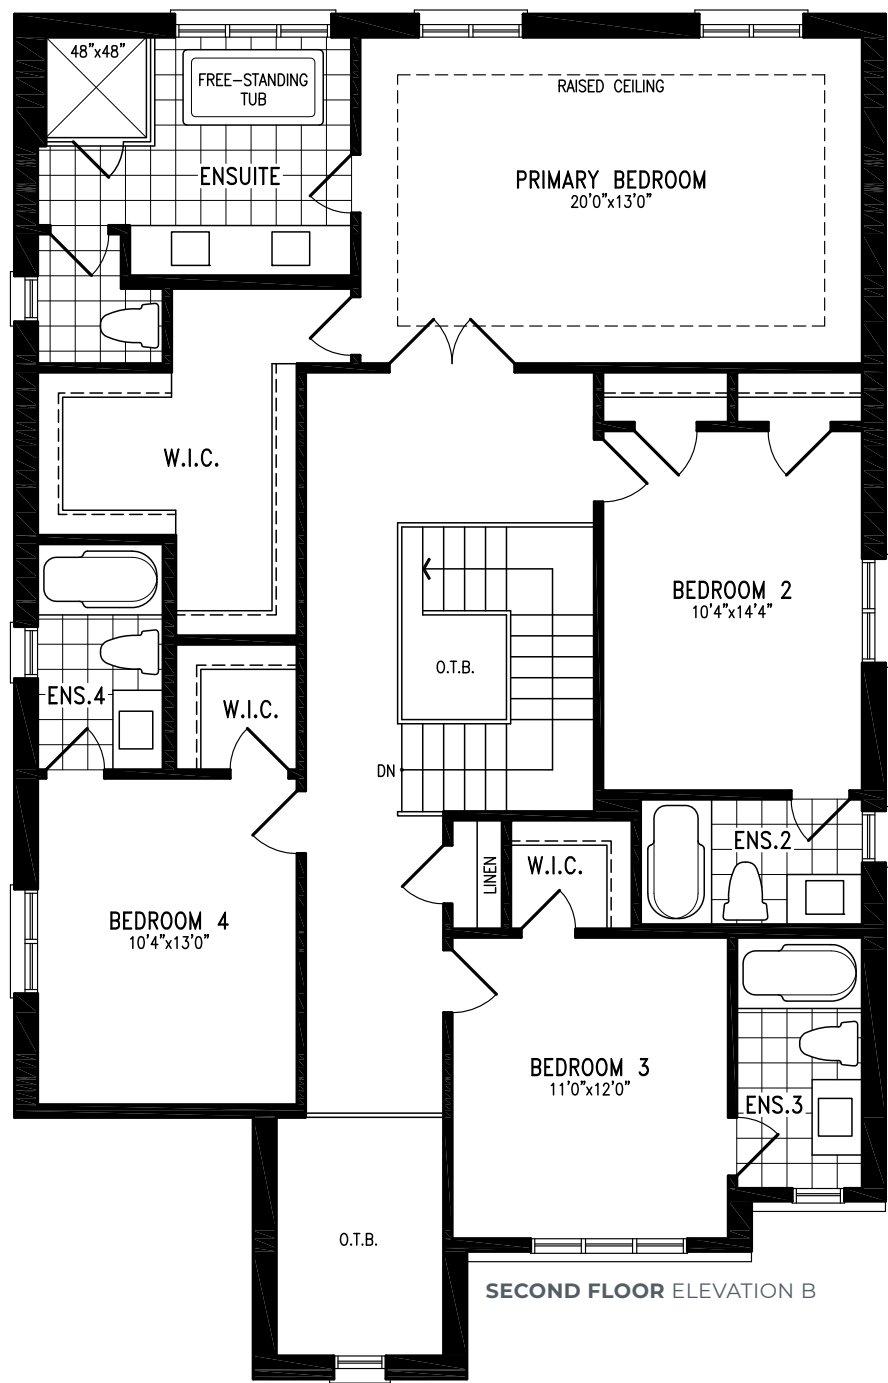 48"x48"
FREE-STANDING
TUB
ENSUITE
RAISED CEILING
PRIMARY BEDROOM
20'0"x13'0"
W.I.C.
BEDROOM 2
10'4"x14'4"
O.T.B.
ENS.4
W.I.C.
DN
ENS.2
LINEN
W.I.C.
BEDROOM 4
10'4"x13'0"
BEDROOM 3
11'0"x12'0"
ENS.3
O.T.B.
SECOND FLOOR ELEVATION B